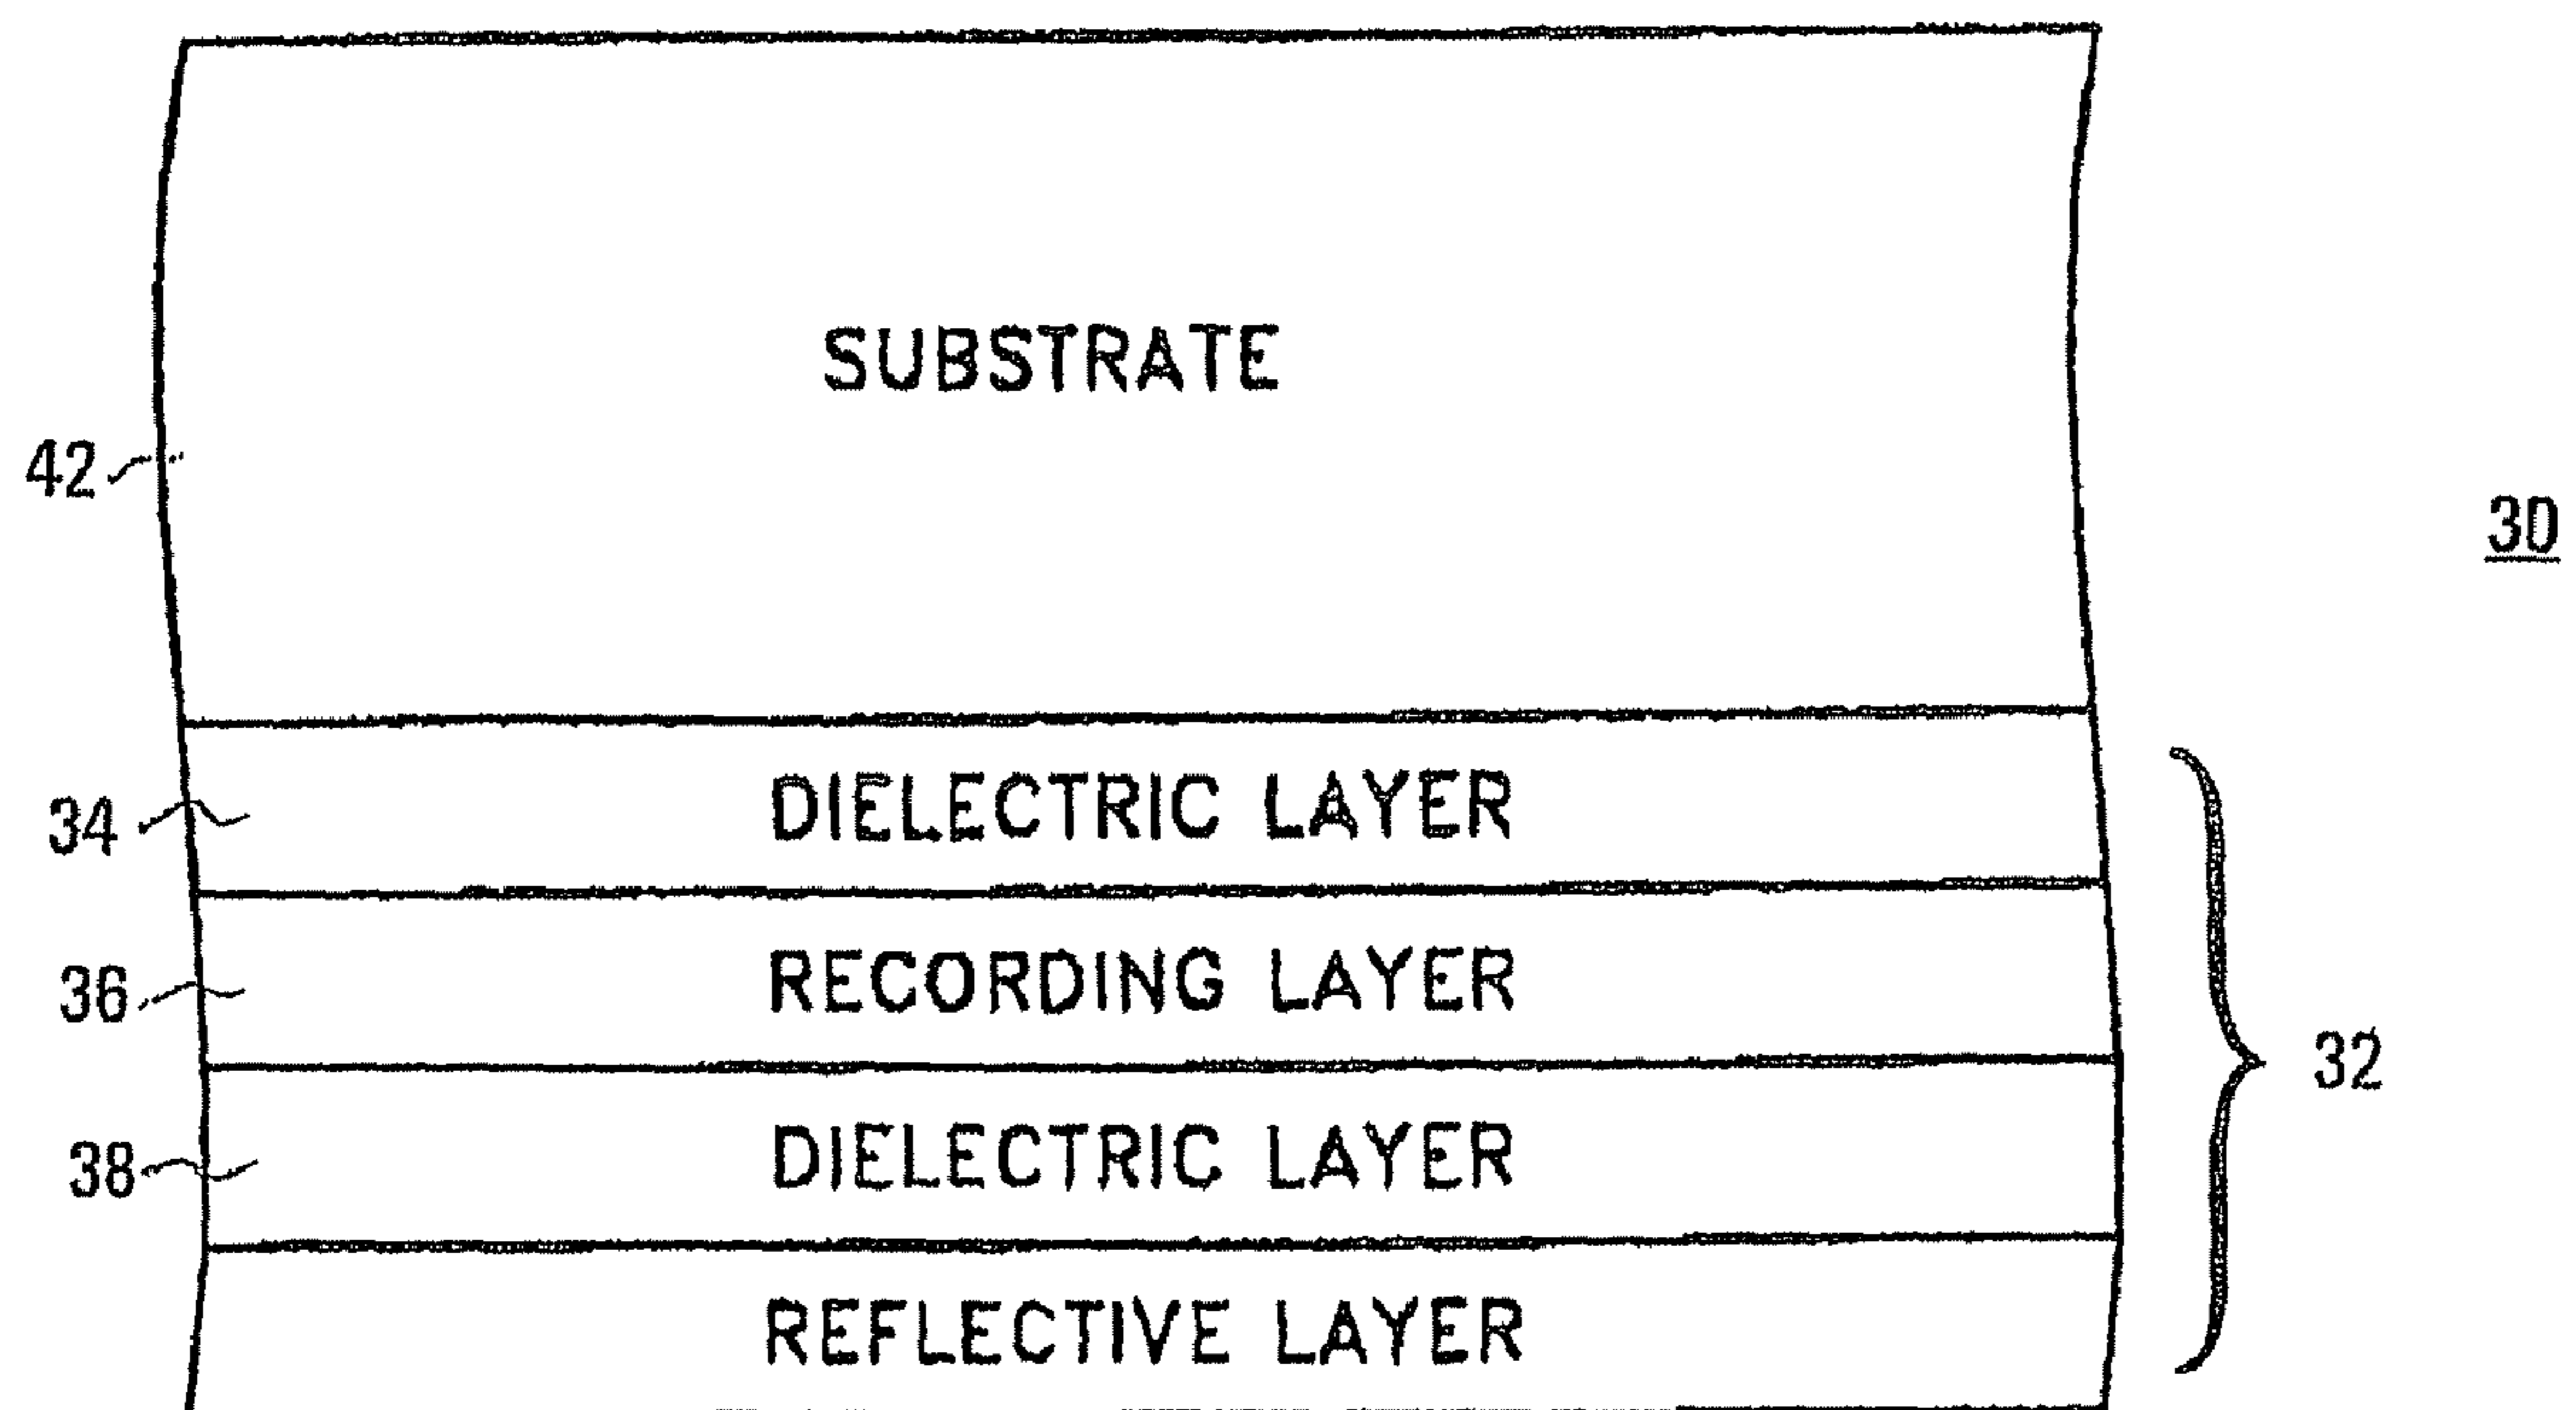 SUBSTRATE
42
30
DIELECTRIC LAYER
34
RECORDING LAYER
36
32
DIELECTRIC LAYER
38
REFLECTIVE LAYER